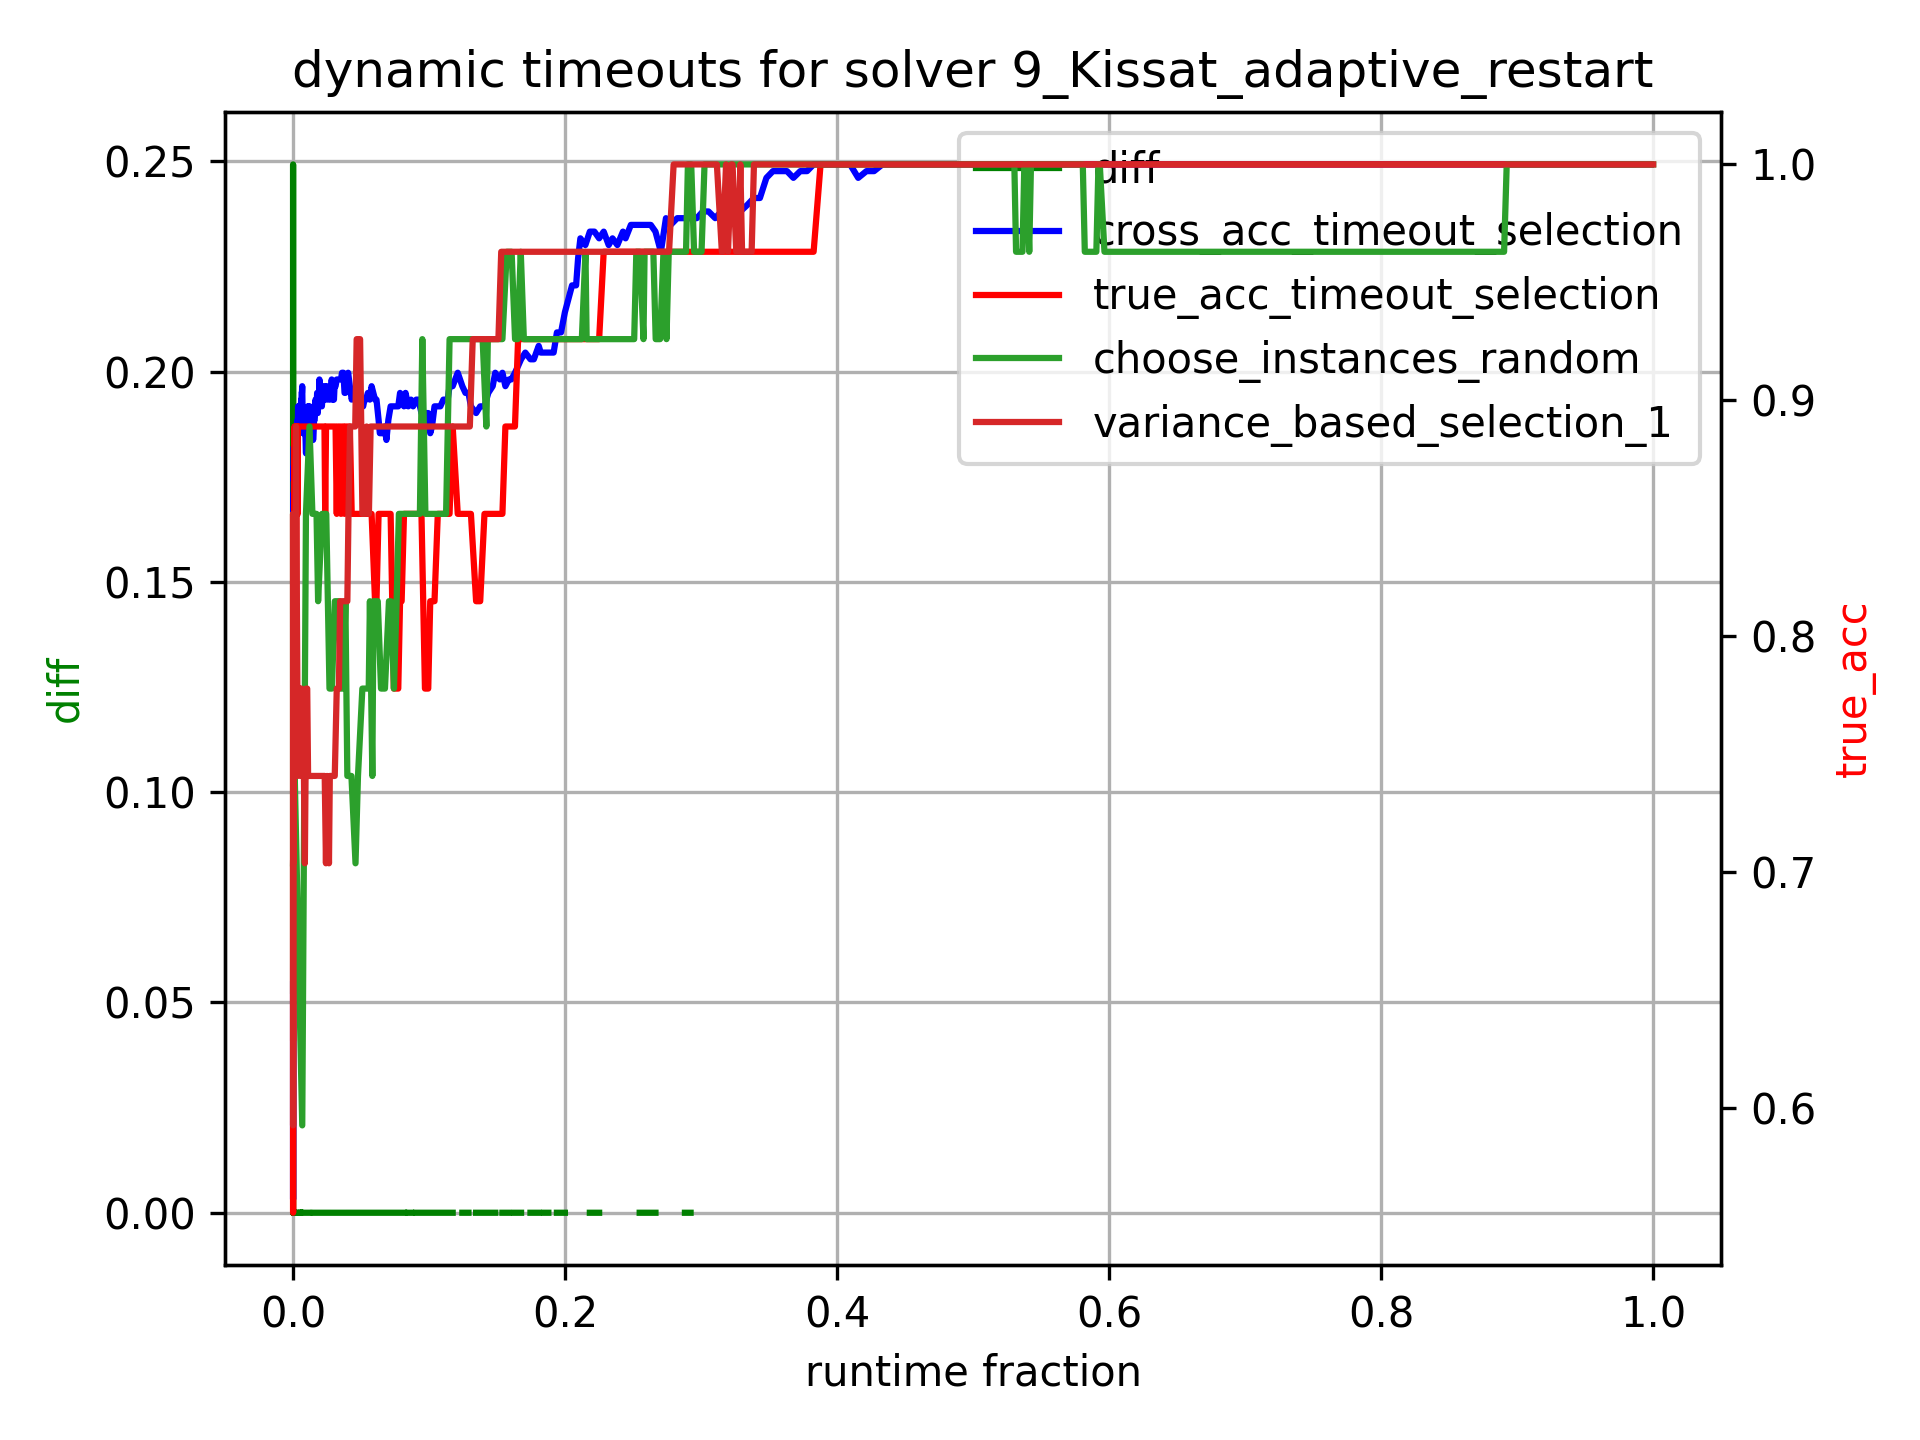 dynamic timeouts for solver 9_Kissat_adaptive_restart
0.25
0.20
0.15
0.10
0.05
0.00
diff
diff
cross_acc_timeout_selection
true_acc_timeout_selection
choose_instances_random
variance_based_selection_1
1.0
0.9
0.8
0.7
0.6
true_acc
0.0 0.2 0.4 0.6 0.8 1.0
runtime fraction